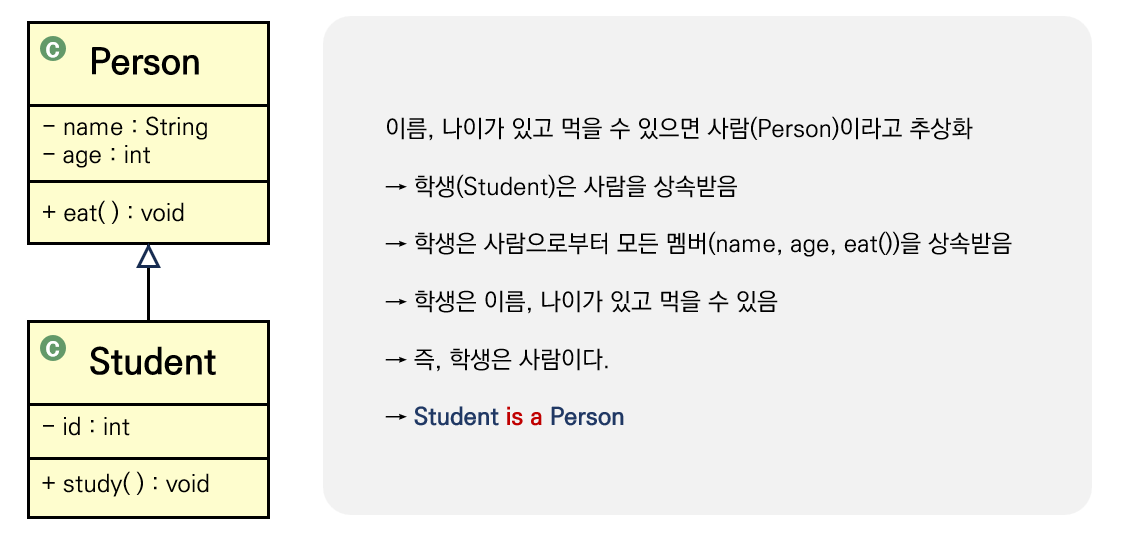 C Person
- name : String
- age : int
+ eat( ) : void
C Student
- id : int
+ study( ) : void
이름, 나이가 있고 먹을 수 있으면 사람(Person)이라고 추상화
→ 학생(Student)은 사람을 상속받음
→ 학생은 사람으로부터 모든 멤버(name, age, eat())을 상속받음
→ 학생은 이름, 나이가 있고 먹을 수 있음
→ 즉, 학생은 사람이다.
→ Student is a Person